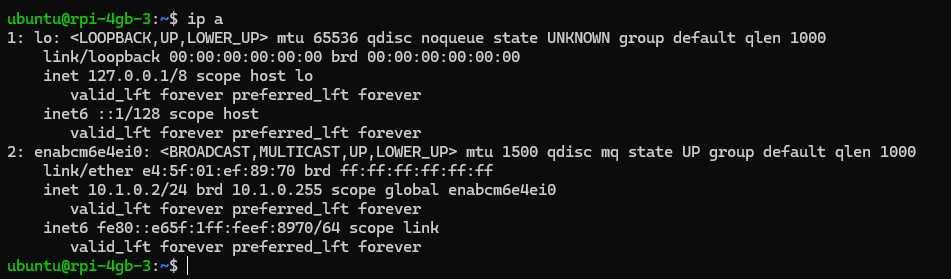 ubuntu@rpi-4gb-3:~$ ip a
1: lo: <LOOPBACK,UP,LOWER_UP> mtu 65536 qdisc noqueue state UNKNOWN group default qlen 1000
    link/loopback 00:00:00:00:00:00 brd 00:00:00:00:00:00
    inet 127.0.0.1/8 scope host lo
       valid_lft forever preferred_lft forever
    inet6 ::1/128 scope host
       valid_lft forever preferred_lft forever
2: enabcm6e4ei0: <BROADCAST,MULTICAST,UP,LOWER_UP> mtu 1500 qdisc mq state UP group default qlen 1000
    link/ether e4:5f:01:ef:89:70 brd ff:ff:ff:ff:ff:ff
    inet 10.1.0.2/24 brd 10.1.0.255 scope global enabcm6e4ei0
       valid_lft forever preferred_lft forever
    inet6 fe80::e65f:1ff:feef:8970/64 scope link
       valid_lft forever preferred_lft forever
ubuntu@rpi-4gb-3:~$